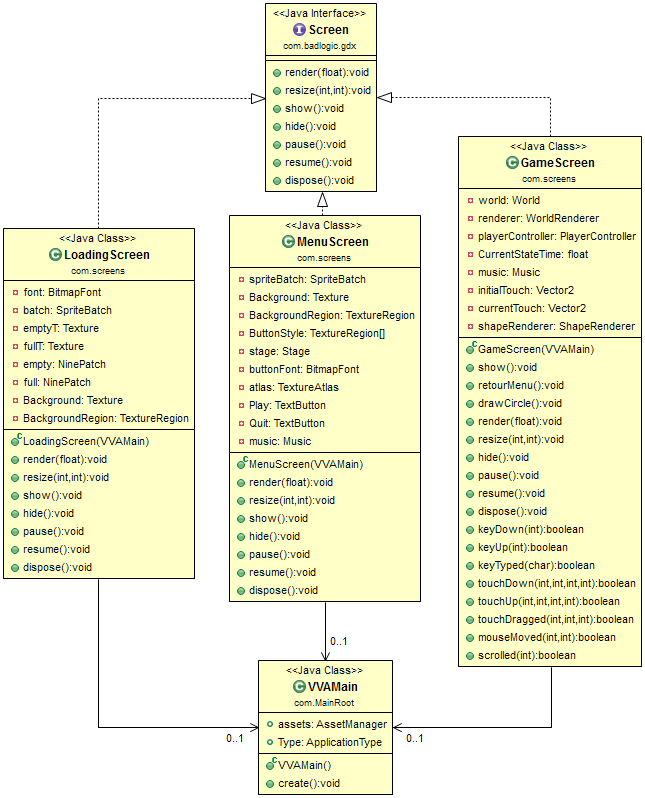 <<Java Interface>>
Screen
com.badlogic.gdx
render(float):void
resize(int,int):void
show():void
hide():void
pause():void
resume():void
dispose():void
<<Java Class>>
LoadingScreen
com.screens
font: BitmapFont
batch: SpriteBatch
emptyT: Texture
fullT: Texture
empty: NinePatch
full: NinePatch
Background: Texture
BackgroundRegion: TextureRegion
LoadingScreen(VVAMain)
render(float):void
resize(int,int):void
show():void
hide():void
pause():void
resume():void
dispose():void
<<Java Class>>
MenuScreen
com.screens
spriteBatch: SpriteBatch
Background: Texture
BackgroundRegion: TextureRegion
ButtonStyle: TextureRegion[]
stage: Stage
buttonFont: BitmapFont
atlas: TextureAtlas
Play: TextButton
Quit: TextButton
music: Music
MenuScreen(VVAMain)
render(float):void
resize(int,int):void
show():void
hide():void
pause():void
resume():void
dispose():void
<<Java Class>>
GameScreen
com.screens
world: World
renderer: WorldRenderer
playerController: PlayerController
CurrentStateTime: float
music: Music
initialTouch: Vector2
currentTouch: Vector2
shapeRenderer: ShapeRenderer
GameScreen(VVAMain)
show():void
retourMenu():void
drawCircle():void
render(float):void
resize(int,int):void
hide():void
pause():void
resume():void
dispose():void
keyDown(int):boolean
keyUp(int):boolean
keyTyped(char):boolean
touchDown(int,int,int,int):boolean
touchUp(int,int,int,int):boolean
touchDragged(int,int,int):boolean
mouseMoved(int,int):boolean
scrolled(int):boolean
0..1
0..1
0..1
<<Java Class>>
VVAMain
com.MainRoot
assets: AssetManager
Type: ApplicationType
VVAMain()
create():void